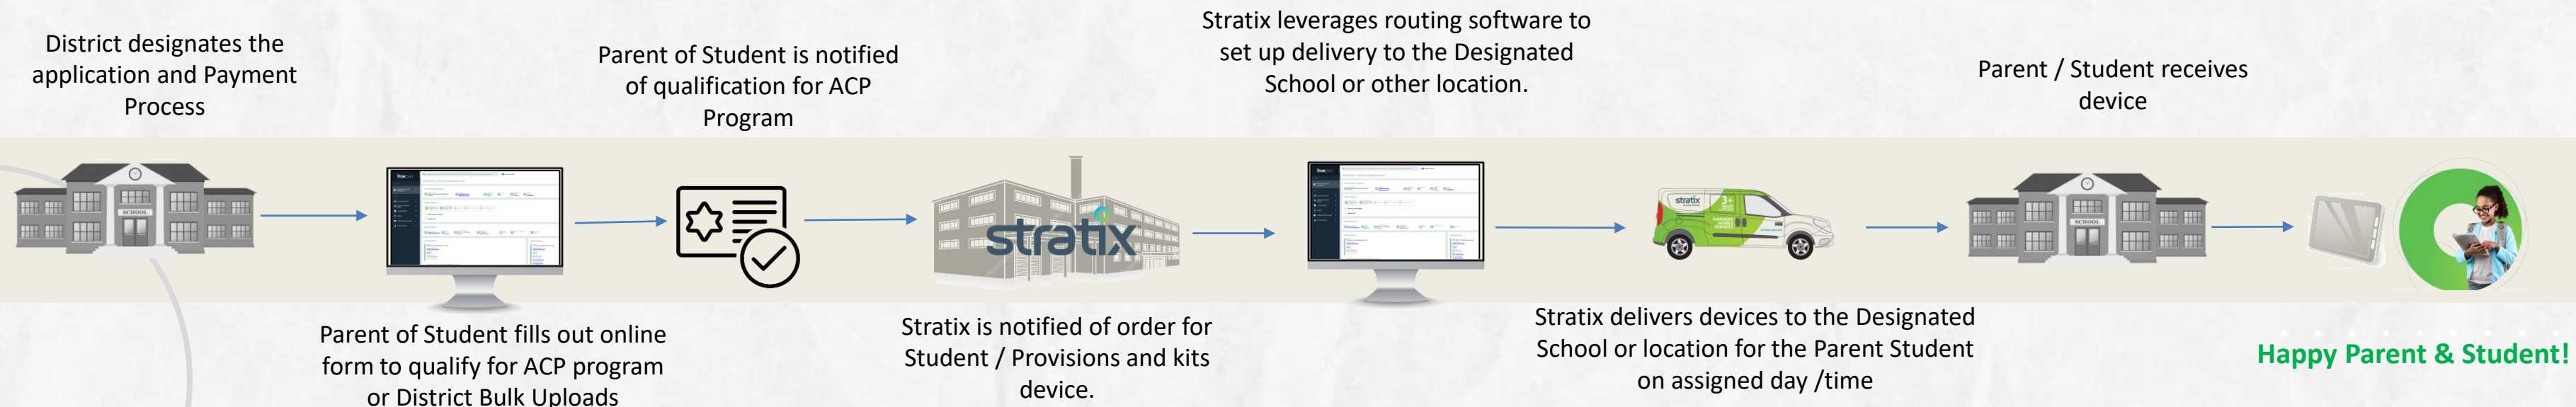 District designates the
application and Payment
Process
Parent of Student fills out online
form to qualify for ACP program
or District Bulk Uploads
Parent of Student is notified
of qualification for ACP
Program
Stratix is notified of order for
Student / Provisions and kits
device.
Stratix leverages routing software to
set up delivery to the Designated
School or other location.
Stratix delivers devices to the Designated
School or location for the Parent Student
on assigned day /time
Parent / Student receives
device
Happy Parent & Student!
SCHOOL
stratix
stratix
3+
SCHOOL